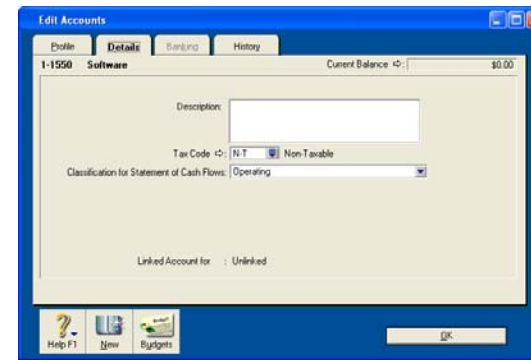 Edit Accounts
Profile Details Banking History
1-1550 Software Current Balance ⇨: $0.00
Description:
Tax Code ⇨: N-T Non-Taxable
Classification for Statement of Cash Flows: Operating
Linked Account for : Unlinked
Help F1 New Budgets OK